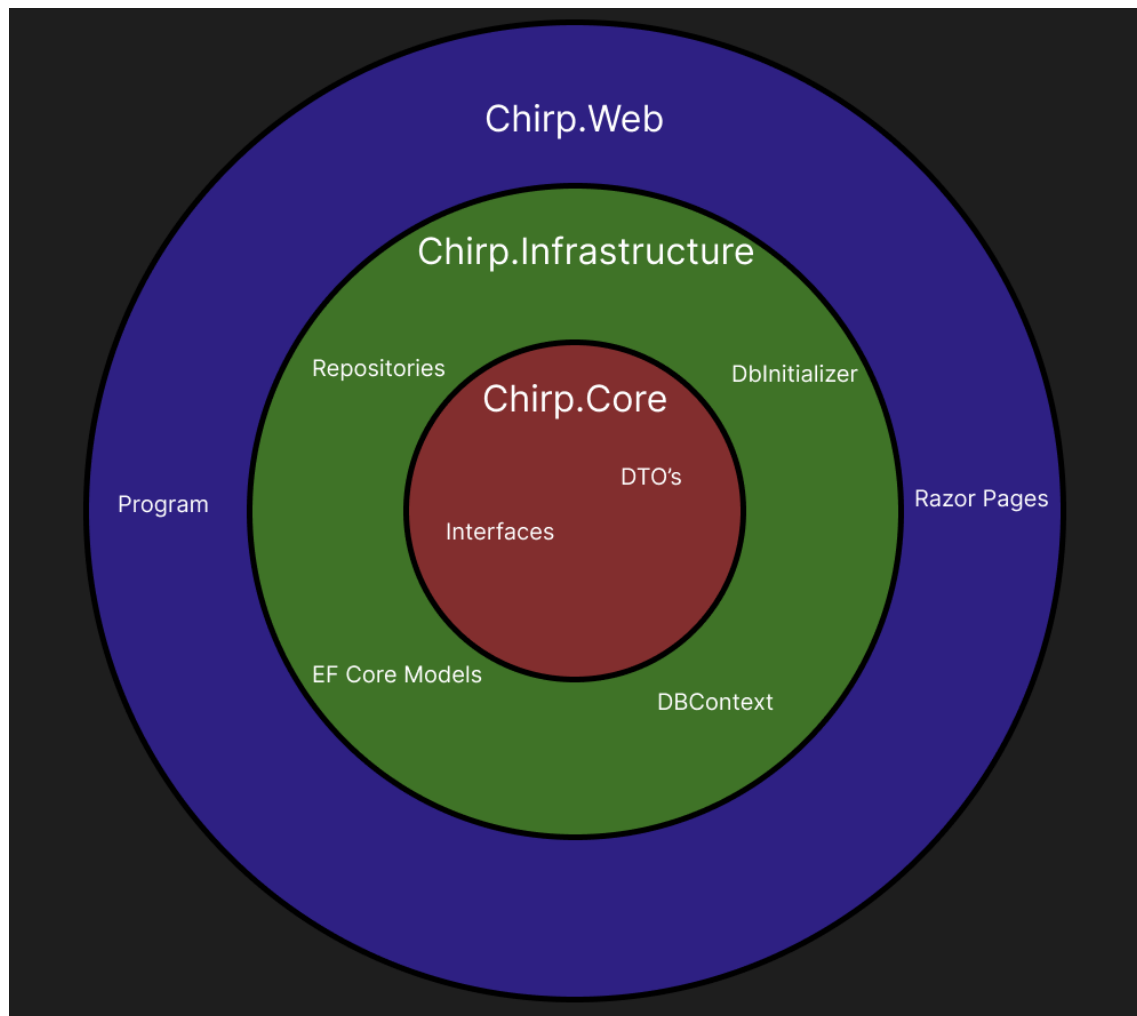 Chirp.Web
Chirp.Infrastructure
Repositories
DbInitializer
Chirp.Core
DTO’s
Program
Razor Pages
Interfaces
EF Core Models
DBContext